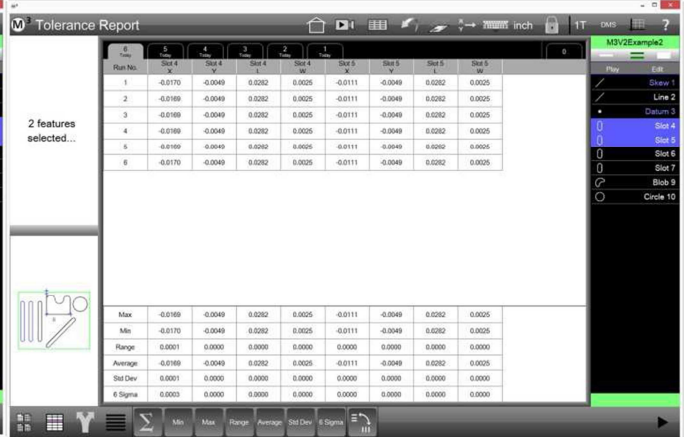 M³ Tolerance Report
inch
1T
DMS
?
2 features
selected...
6 Today 5 Today 4 Today 3 Today 2 Today 1 Today 0
Run No. Slot 4 X Slot 4 Y Slot 4 L Slot 4 W Slot 5 X Slot 5 Y Slot 5 L Slot 5 W
1 -0.0170 -0.0049 0.0282 0.0025 -0.0111 -0.0049 0.0282 0.0025
2 -0.0169 -0.0049 0.0282 0.0025 -0.0111 -0.0049 0.0282 0.0025
3 -0.0169 -0.0049 0.0282 0.0025 -0.0111 -0.0049 0.0282 0.0025
4 -0.0169 -0.0049 0.0282 0.0025 -0.0111 -0.0049 0.0282 0.0025
5 -0.0169 -0.0049 0.0282 0.0025 -0.0111 -0.0049 0.0282 0.0025
6 -0.0170 -0.0049 0.0282 0.0025 -0.0111 -0.0049 0.0282 0.0025
Max -0.0169 -0.0049 0.0282 0.0025 -0.0111 -0.0049 0.0282 0.0025
Min -0.0170 -0.0049 0.0282 0.0025 -0.0111 -0.0049 0.0282 0.0025
Range 0.0001 0.0000 0.0000 0.0000 0.0000 0.0000 0.0000 0.0000
Average -0.0169 -0.0049 0.0282 0.0025 -0.0111 -0.0049 0.0282 0.0025
Std Dev 0.0001 0.0000 0.0000 0.0000 0.0000 0.0000 0.0000 0.0000
6 Sigma 0.0003 0.0000 0.0000 0.0000 0.0000 0.0000 0.0000 0.0000
M3V2Example2
Play Edit
Skew 1
Line 2
Datum 3
Slot 4
Slot 5
Slot 6
Slot 7
Blob 9
Circle 10
Σ Min Max Range Average Std Dev 6 Sigma